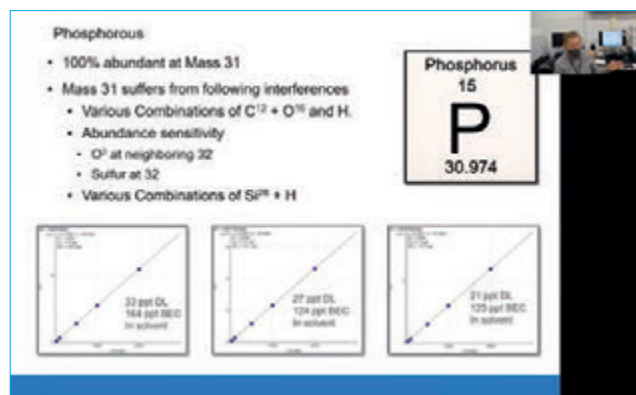 Phosphorous
• 100% abundant at Mass 31
• Mass 31 suffers from following interferences
• Various Combinations of C¹² + O¹⁶ and H.
• Abundance sensitivity
• O² at neighboring 32
• Sulfur at 32
• Various Combinations of Si²⁸ + H
Phosphorus
15
P
30.974
33 ppt DL
164 ppt BEC
In solvent
27 ppt DL
124 ppt BEC
In solvent
21 ppt DL
125 ppt BEC
In solvent